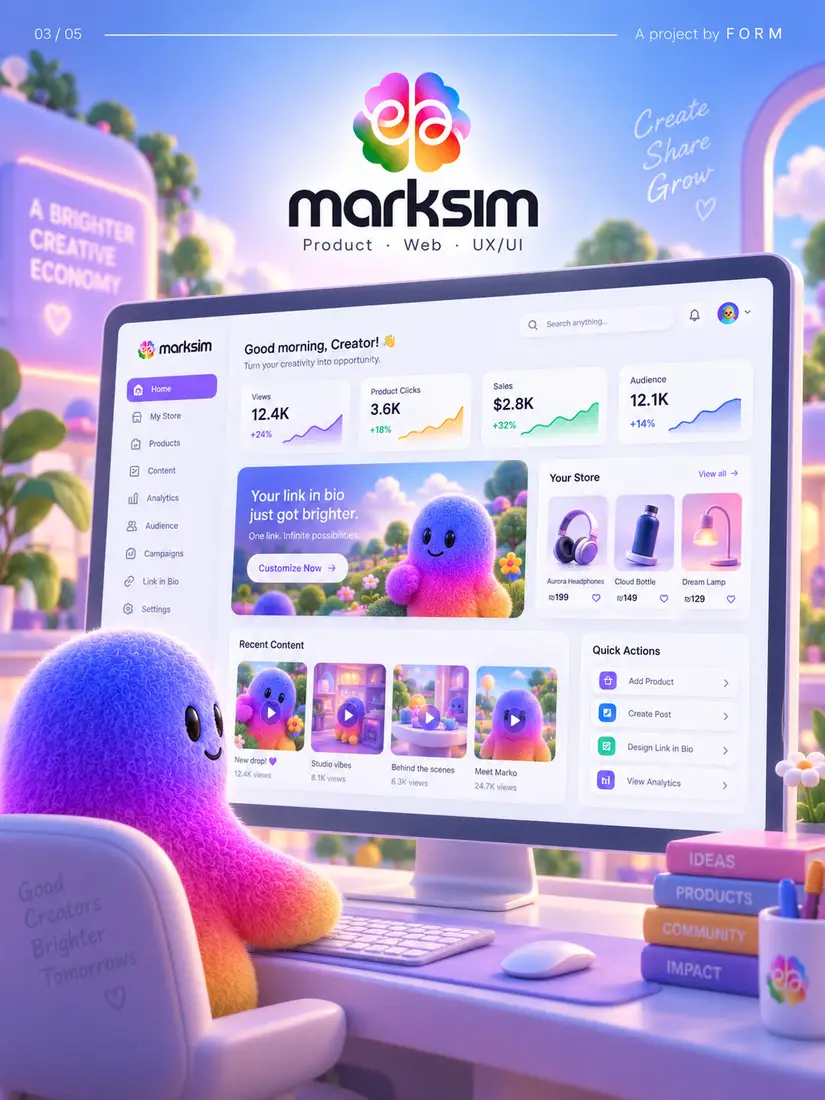 03 / 05
A project by FORM
marksim
Product · Web · UX/UI
Create
Share
Grow
A BRIGHTER
CREATIVE
ECONOMY
marksim
Home
My Store
Products
Content
Analytics
Audience
Campaigns
Link in Bio
Settings
Good morning, Creator! 👋
Turn your creativity into opportunity.
Search anything...
Views
12.4K
+24%
Product Clicks
3.6K
+18%
Sales
$2.8K
+32%
Audience
12.1K
+14%
Your link in bio
just got brighter.
One link. Infinite possibilities.
Customize Now →
Your Store
View all →
Aurora Headphones
₪199
Cloud Bottle
₪149
Dream Lamp
₪129
Recent Content
New drop! 💜
12.4K views
Studio vibes
8.1K views
Behind the scenes
6.3K views
Meet Marko
24.7K views
Quick Actions
Add Product
Create Post
Design Link in Bio
View Analytics
Good
Creators
Brighter
Tomorrows
IDEAS
PRODUCTS
COMMUNITY
IMPACT